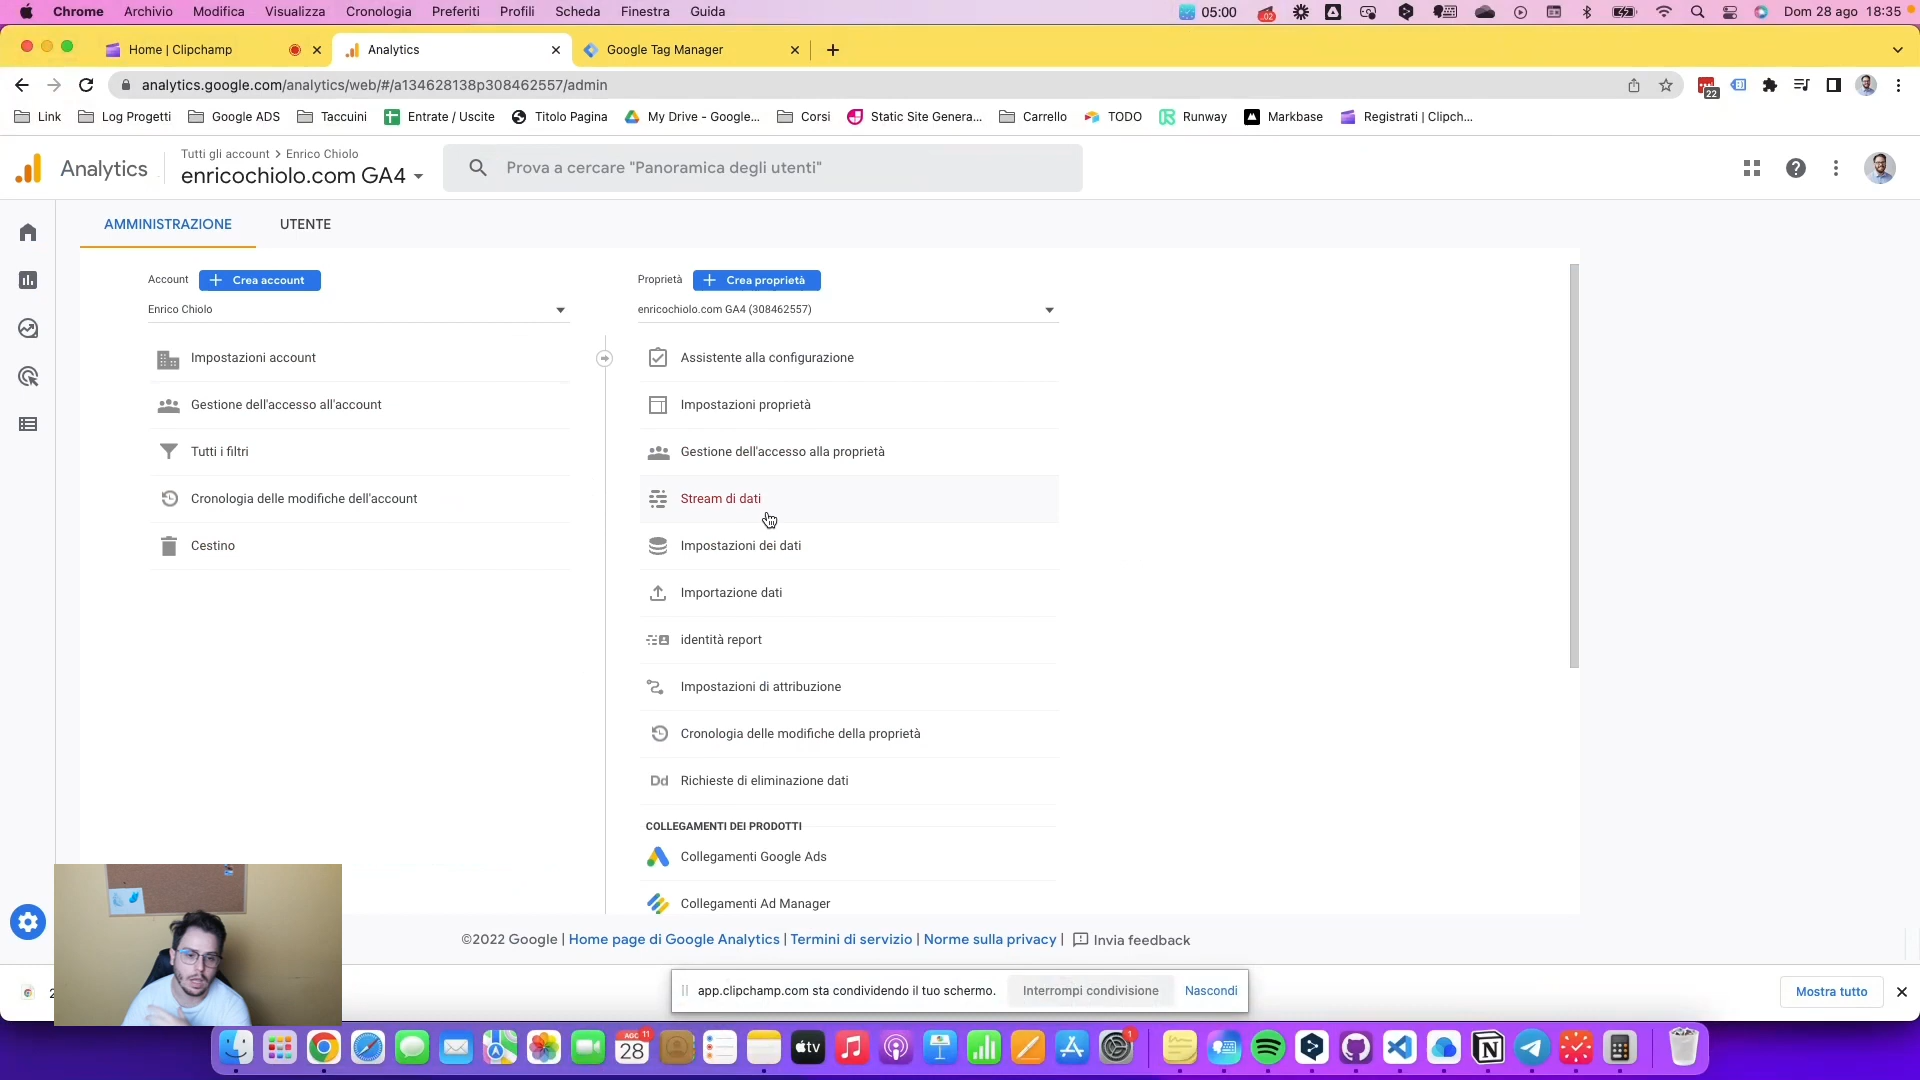 Chrome Archivio Modifica Visualizza Cronologia Preferiti Profili Scheda Finestra Guida 05:00 Dom 28 ago 18:35
Home | Clipchamp Analytics Google Tag Manager
analytics.google.com/analytics/web/#/a134628138p308462557/admin 22
Link Log Progetti Google ADS Taccuini Entrate / Uscite Titolo Pagina My Drive - Google... Corsi Static Site Genera... Carrello TODO Runway Markbase Registrati | Clipch...
Analytics
Tutti gli account > Enrico Chiolo
enricochiolo.com GA4
Prova a cercare "Panoramica degli utenti"
AMMINISTRAZIONE UTENTE
Account Crea account
Enrico Chiolo
Impostazioni account
Gestione dell'accesso all'account
Tutti i filtri
Cronologia delle modifiche dell'account
Cestino
Proprietà Crea proprietà
enricochiolo.com GA4 (308462557)
Assistente alla configurazione
Impostazioni proprietà
Gestione dell'accesso alla proprietà
Stream di dati
Impostazioni dei dati
Importazione dati
identità report
Impostazioni di attribuzione
Cronologia delle modifiche della proprietà
Dd Richieste di eliminazione dati
COLLEGAMENTI DEI PRODOTTI
Collegamenti Google Ads
Collegamenti Ad Manager
©2022 Google | Home page di Google Analytics | Termini di servizio | Norme sulla privacy | Invia feedback
app.clipchamp.com sta condividendo il tuo schermo. Interrompi condivisione Nascondi
Mostra tutto
AGO 11
28
tv
1